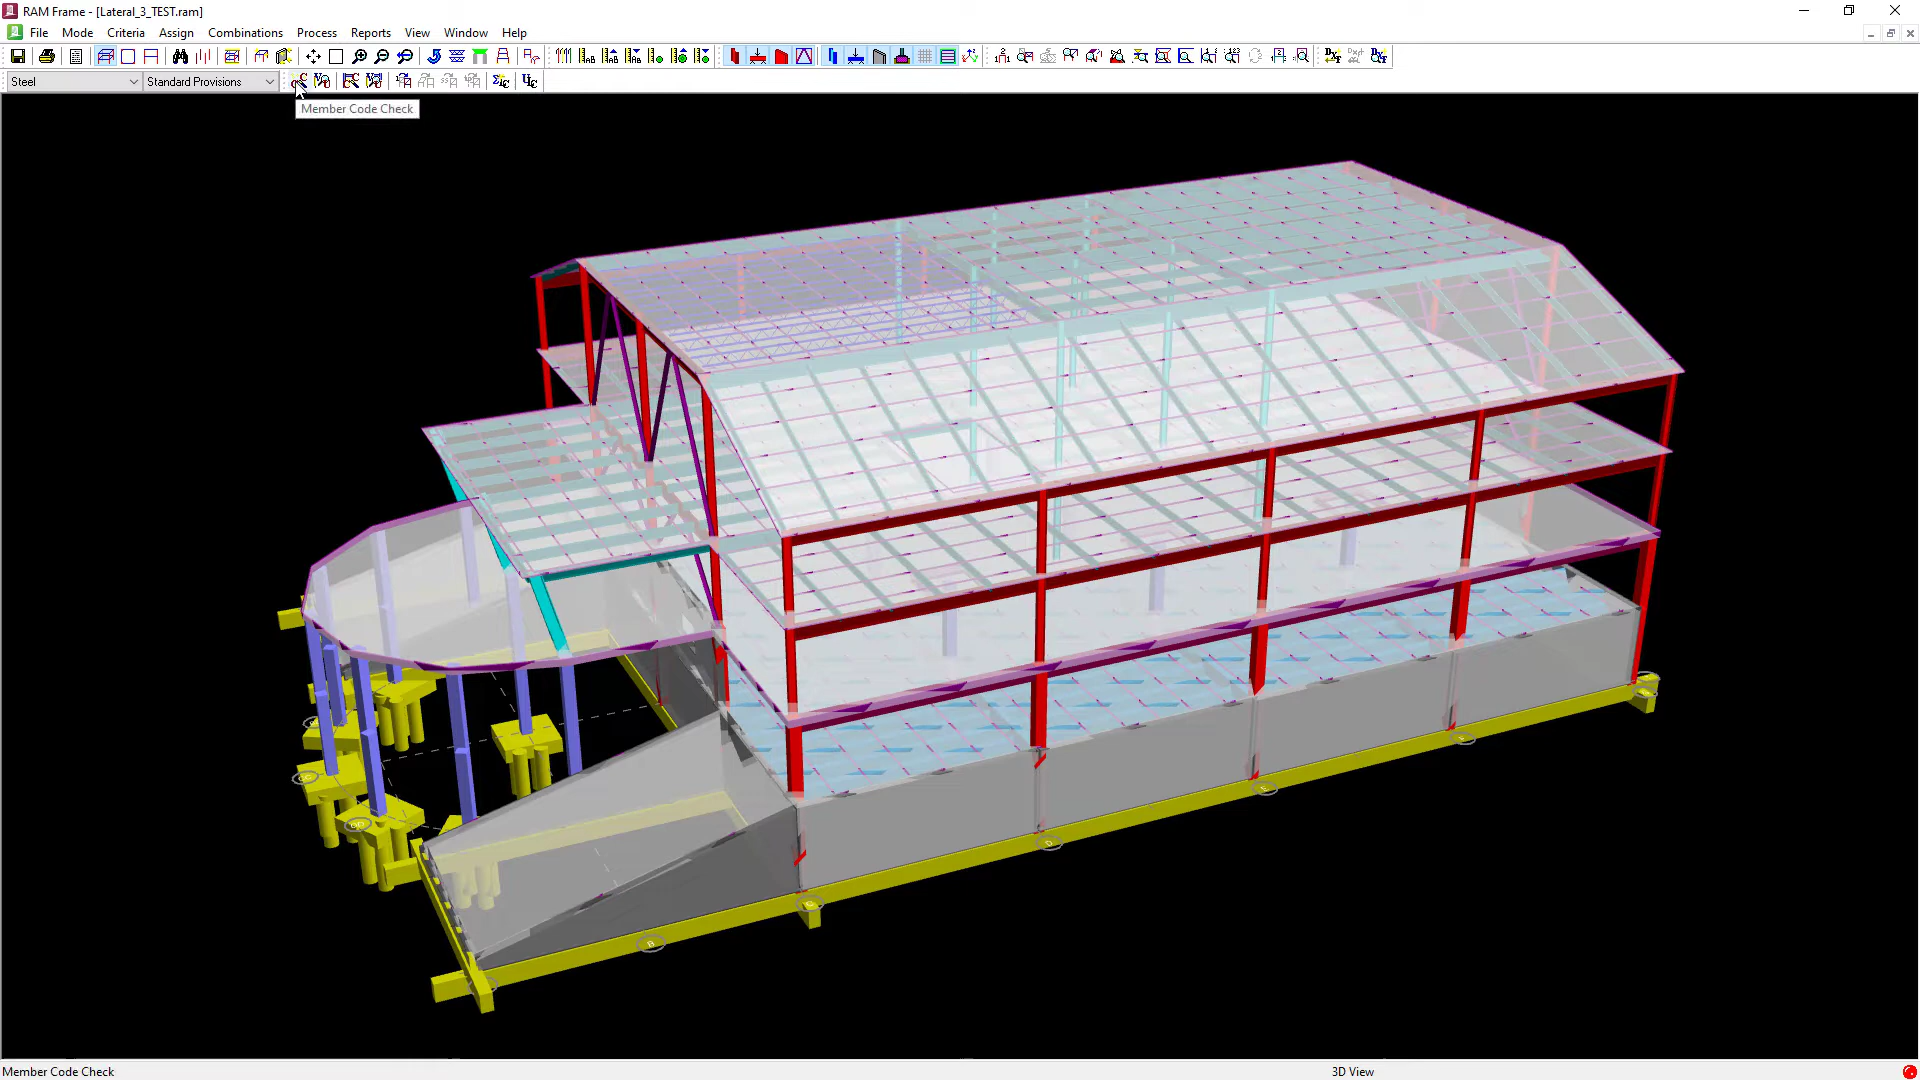 RAM Frame - [Lateral_3_TEST.ram]
File Mode Criteria Assign Combinations Process Reports View Window Help
Steel Standard Provisions
Member Code Check
B
Member Code Check 3D View